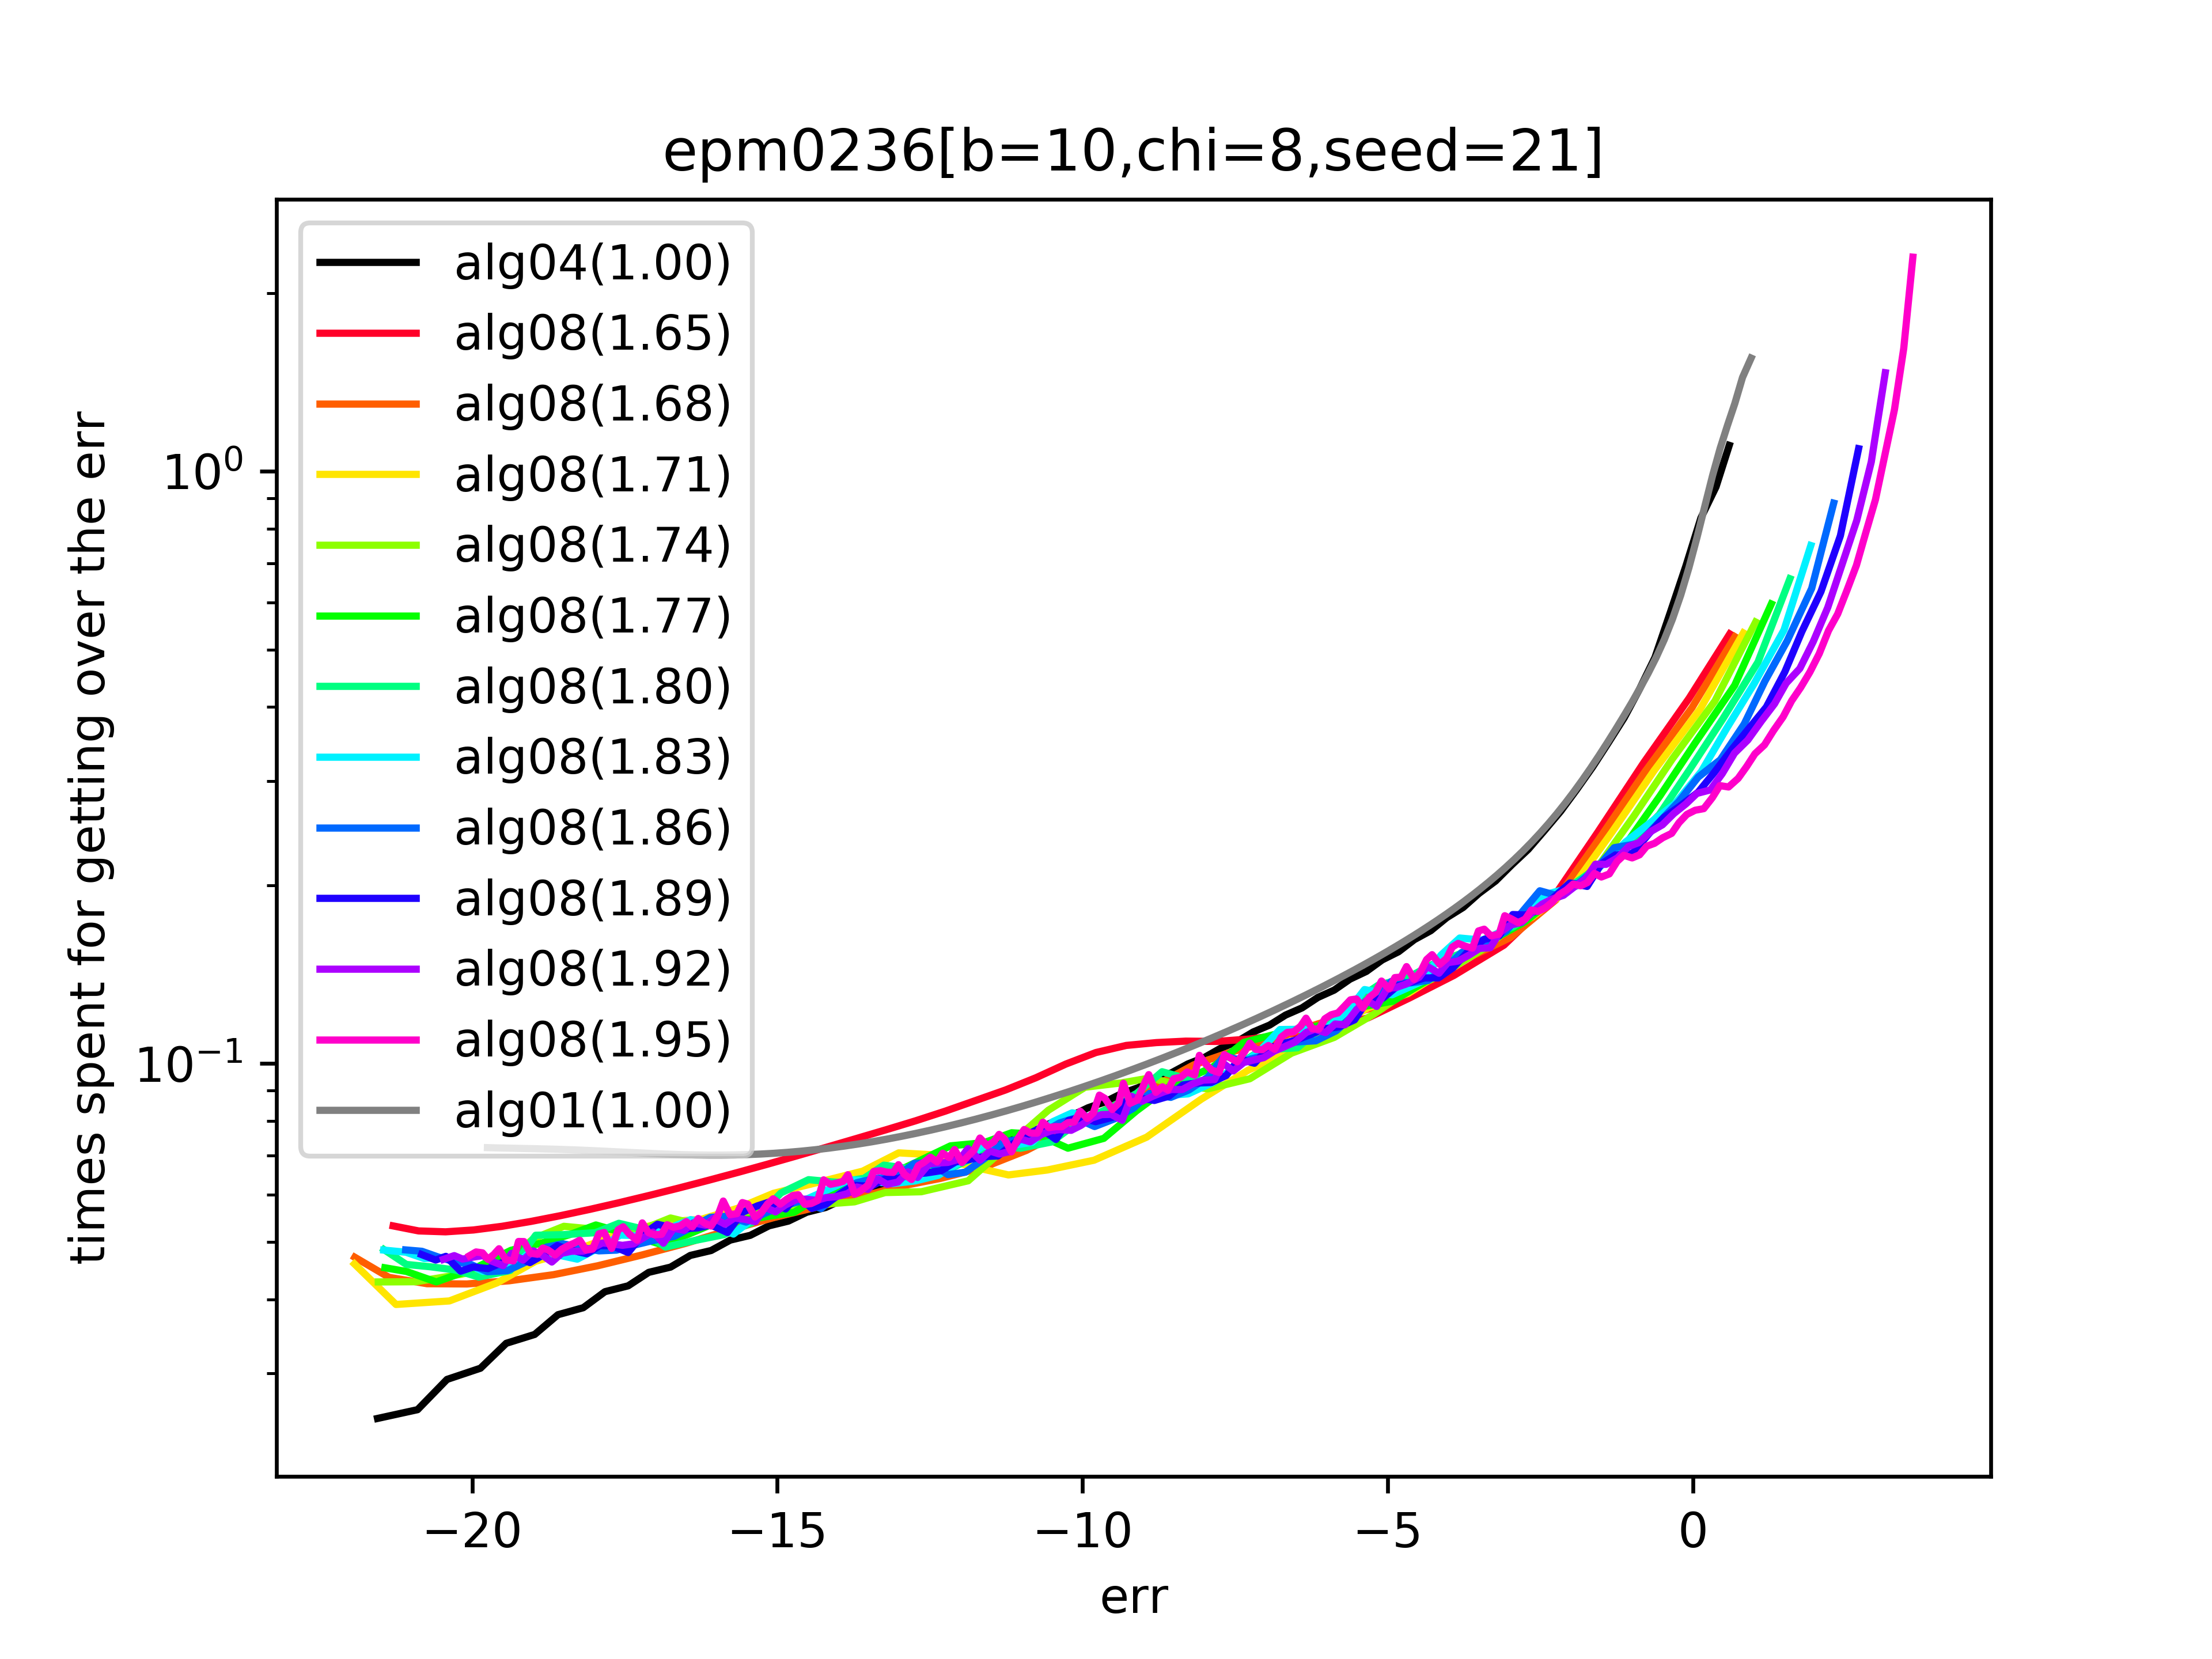 epm0236[b=10,chi=8,seed=21]
times spent for getting over the err
10⁰
10⁻¹
alg04(1.00)
alg08(1.65)
alg08(1.68)
alg08(1.71)
alg08(1.74)
alg08(1.77)
alg08(1.80)
alg08(1.83)
alg08(1.86)
alg08(1.89)
alg08(1.92)
alg08(1.95)
alg01(1.00)
−20 −15 −10 −5 0
err